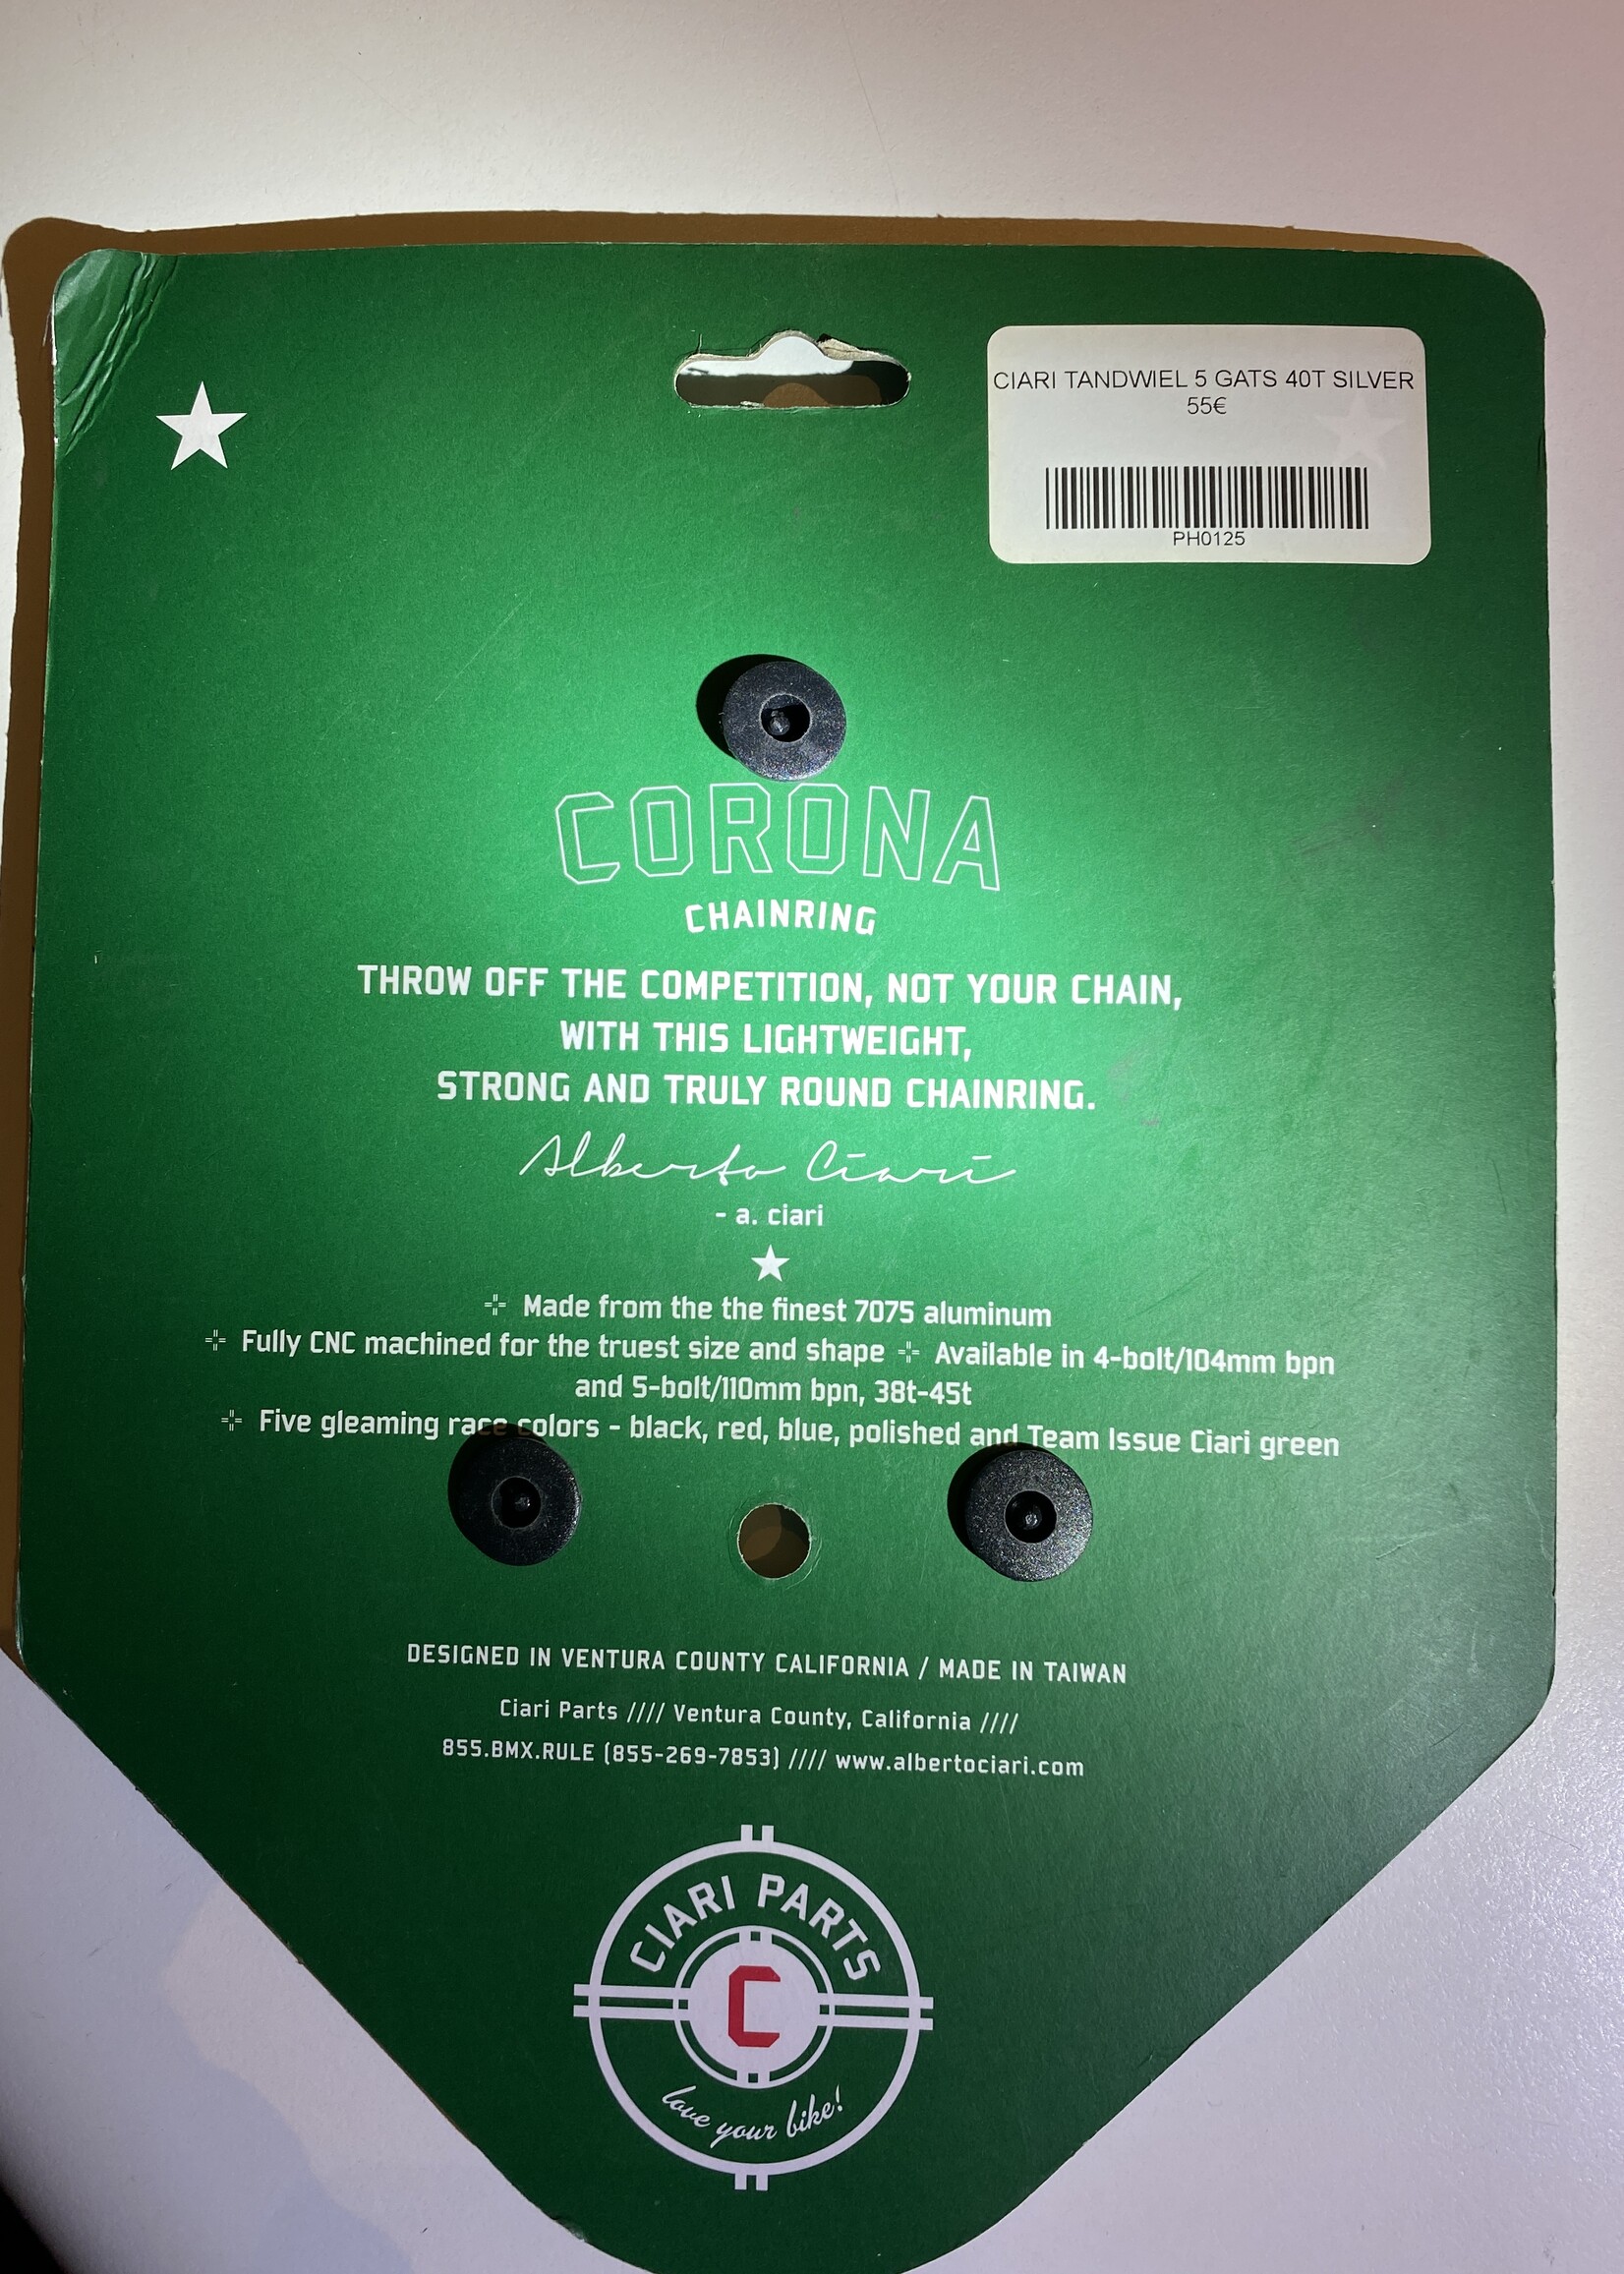 CIARI TANDWIEL 5 GATS 40T SILVER
55€
PH0125
CORONA
CHAINRING
THROW OFF THE COMPETITION, NOT YOUR CHAIN,
WITH THIS LIGHTWEIGHT,
STRONG AND TRULY ROUND CHAINRING.
Alberto Ciari
- a. ciari
Made from the the finest 7075 aluminum
Fully CNC machined for the truest size and shape Available in 4-bolt/104mm bpn
and 5-bolt/110mm bpn, 38t-45t
Five gleaming race colors - black, red, blue, polished and Team Issue Ciari green
DESIGNED IN VENTURA COUNTY CALIFORNIA / MADE IN TAIWAN
Ciari Parts //// Ventura County, California ////
855.BMX.RULE (855-269-7853) //// www.albertociari.com
CIARI PARTS
C
love your bike!